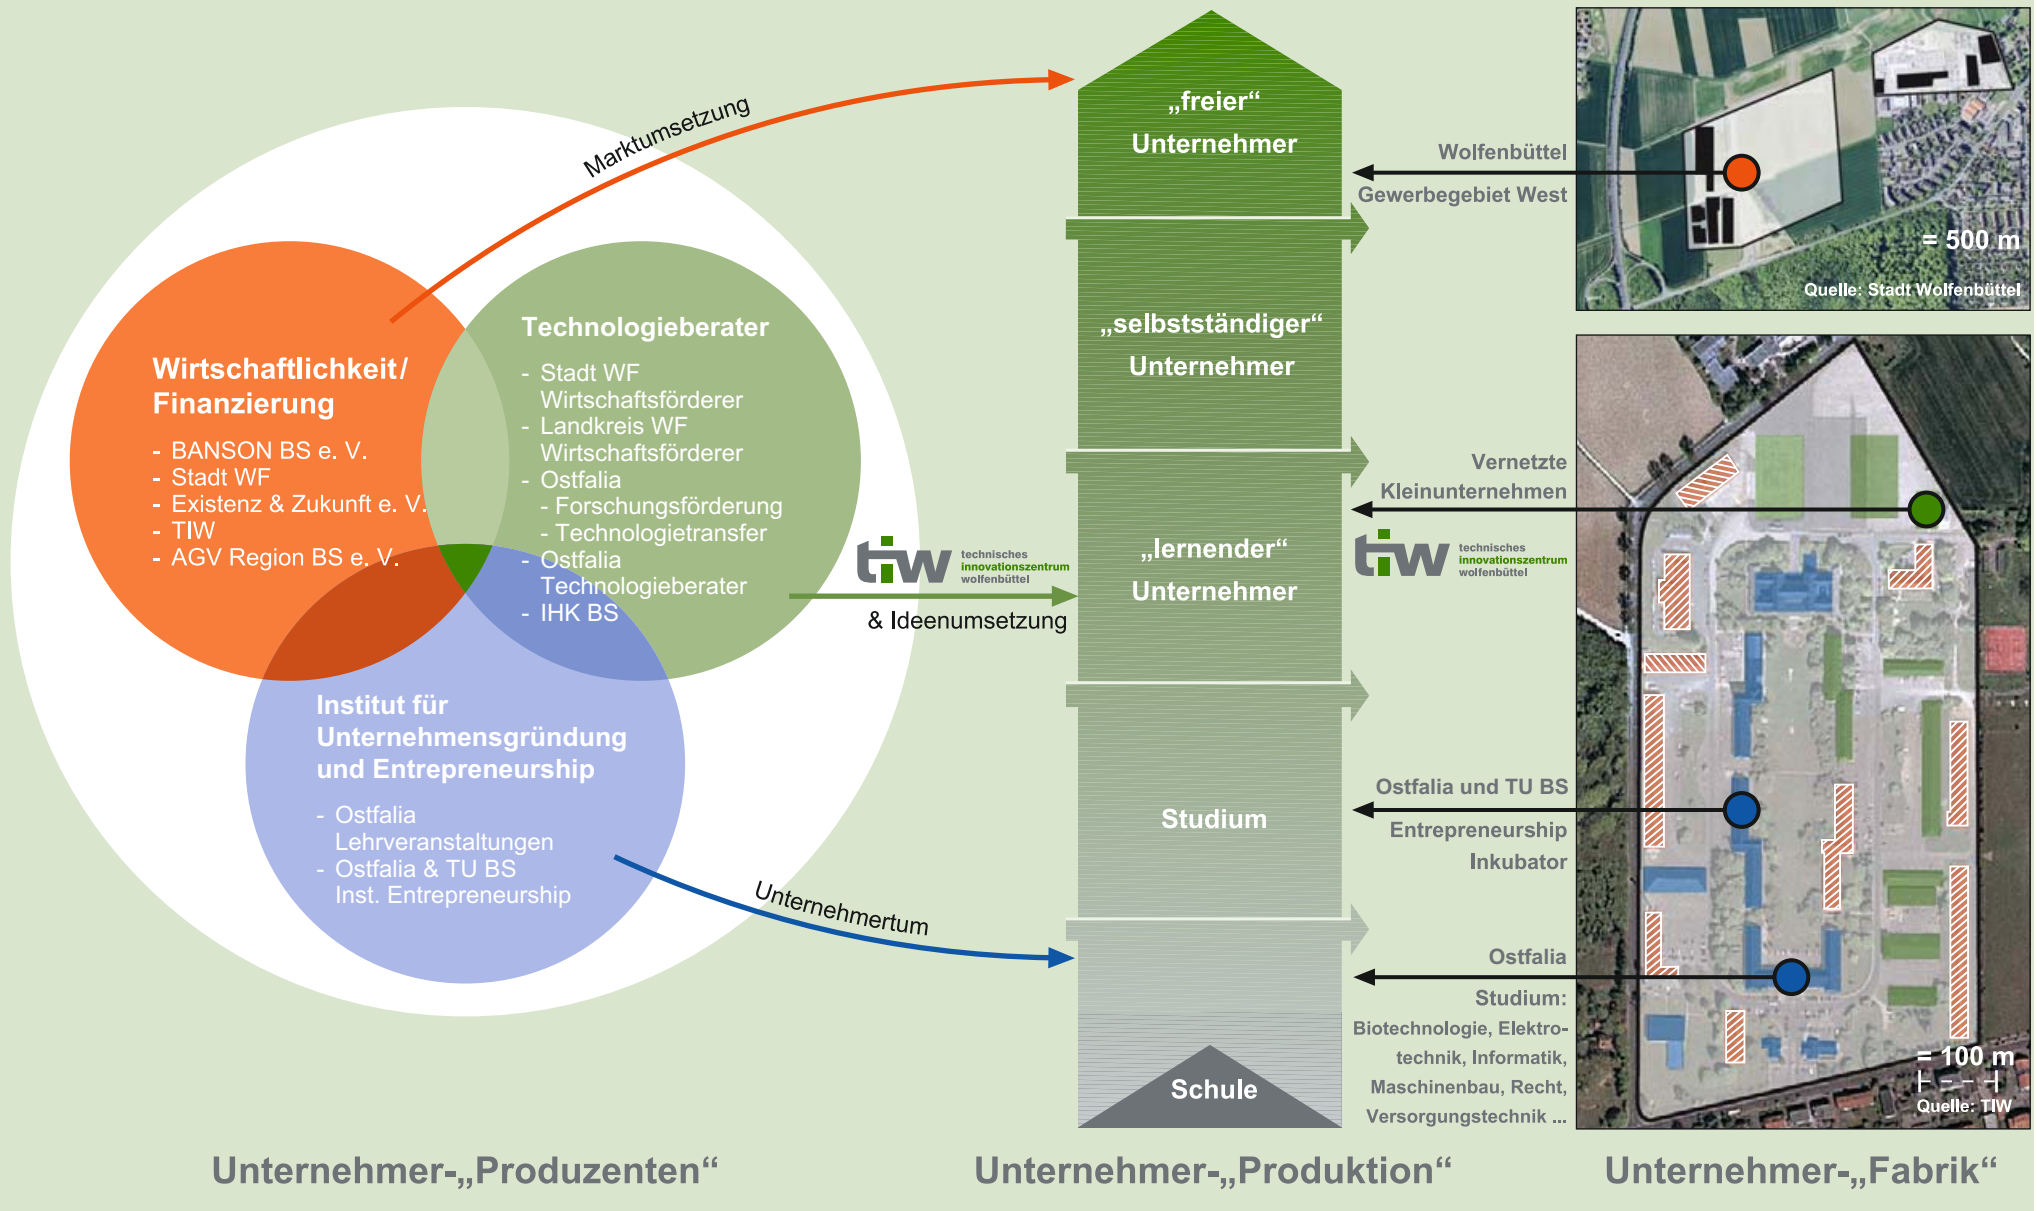 Marktumsetzung
Wirtschaftlichkeit/
Finanzierung
- BANSON BS e. V.
- Stadt WF
- Existenz & Zukunft e. V.
- TIW
- AGV Region BS e. V.
Technologieberater
- Stadt WF
Wirtschaftsförderer
- Landkreis WF
Wirtschaftsförderer
- Ostfalia
- Forschungsförderung
- Technologietransfer
- Ostfalia
Technologieberater
- IHK BS
Institut für
Unternehmensgründung
und Entrepreneurship
- Ostfalia
Lehrveranstaltungen
- Ostfalia & TU BS
Inst. Entrepreneurship
tiw technisches
innovationszentrum
wolfenbüttel
& Ideenumsetzung
Unternehmertum
Unternehmer-„Produzenten“
„freier“
Unternehmer
„selbstständiger“
Unternehmer
„lernender“
Unternehmer
Studium
Schule
Unternehmer-„Produktion“
Wolfenbüttel
Gewerbegebiet West
Vernetzte
Kleinunternehmen
tiw technisches
innovationszentrum
wolfenbüttel
Ostfalia und TU BS
Entrepreneurship
Inkubator
Ostfalia
Studium:
Biotechnologie, Elektro-
technik, Informatik,
Maschinenbau, Recht,
Versorgungstechnik ...
= 500 m
Quelle: Stadt Wolfenbüttel
= 100 m
Quelle: TIW
Unternehmer-„Fabrik“